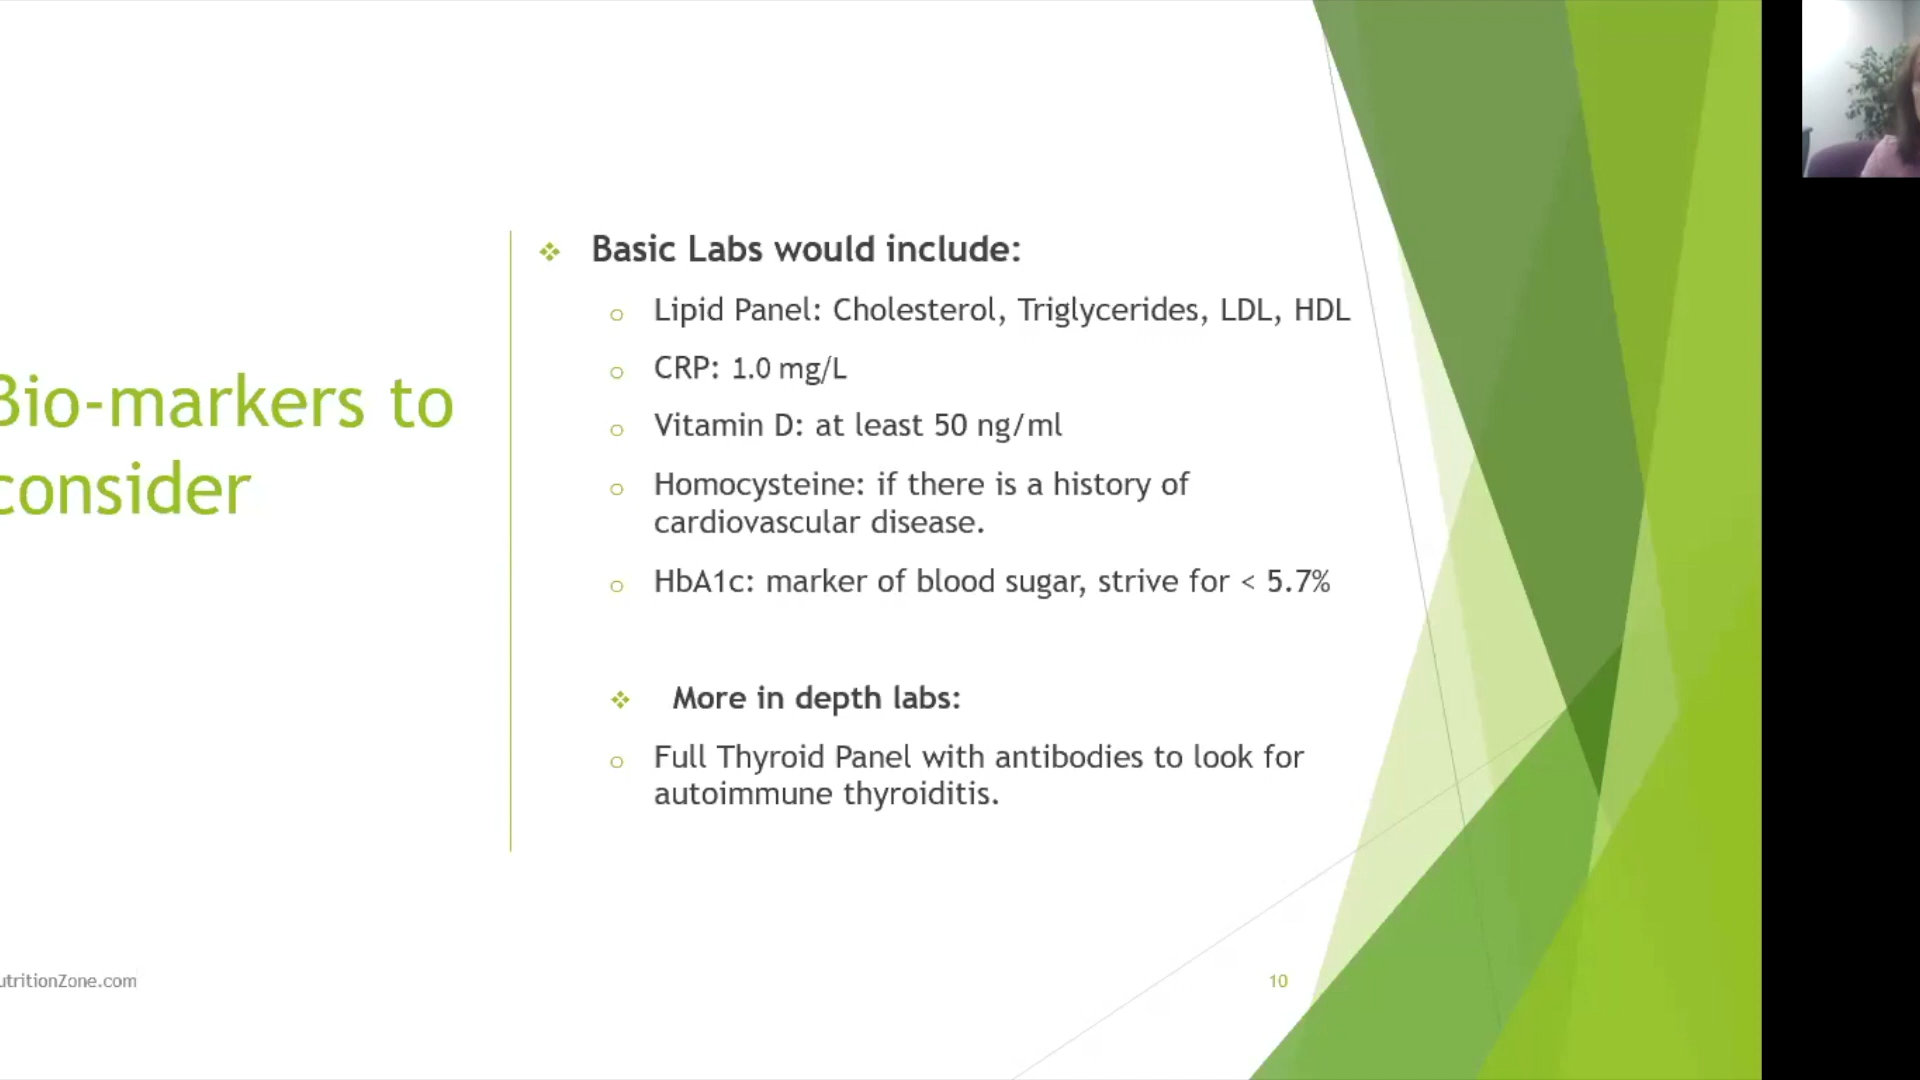 Bio-markers to
consider
Basic Labs would include:
Lipid Panel: Cholesterol, Triglycerides, LDL, HDL
CRP: 1.0 mg/L
Vitamin D: at least 50 ng/ml
Homocysteine: if there is a history of
cardiovascular disease.
HbA1c: marker of blood sugar, strive for < 5.7%
More in depth labs:
Full Thyroid Panel with antibodies to look for
autoimmune thyroiditis.
utritionZone.com
10